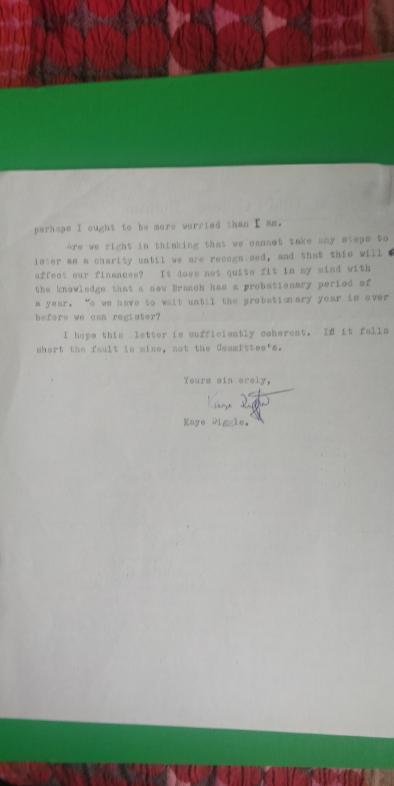 perhaps I ought to be more worried than I am.
Are we right in thinking that we cannot take any steps to
ister as a charity until we are recognised, and that this will
affect our finances? It does not quite fit in my mind with
the knowledge that a new Branch has a probationary period of
a year. Do we have to wait until the probationary year is over
before we can register?
I hope this letter is sufficiently coherent. If it falls
short the fault is mine, not the Committee's.
Yours sincerely,
Kaye Diggle
Kaye Diggle.